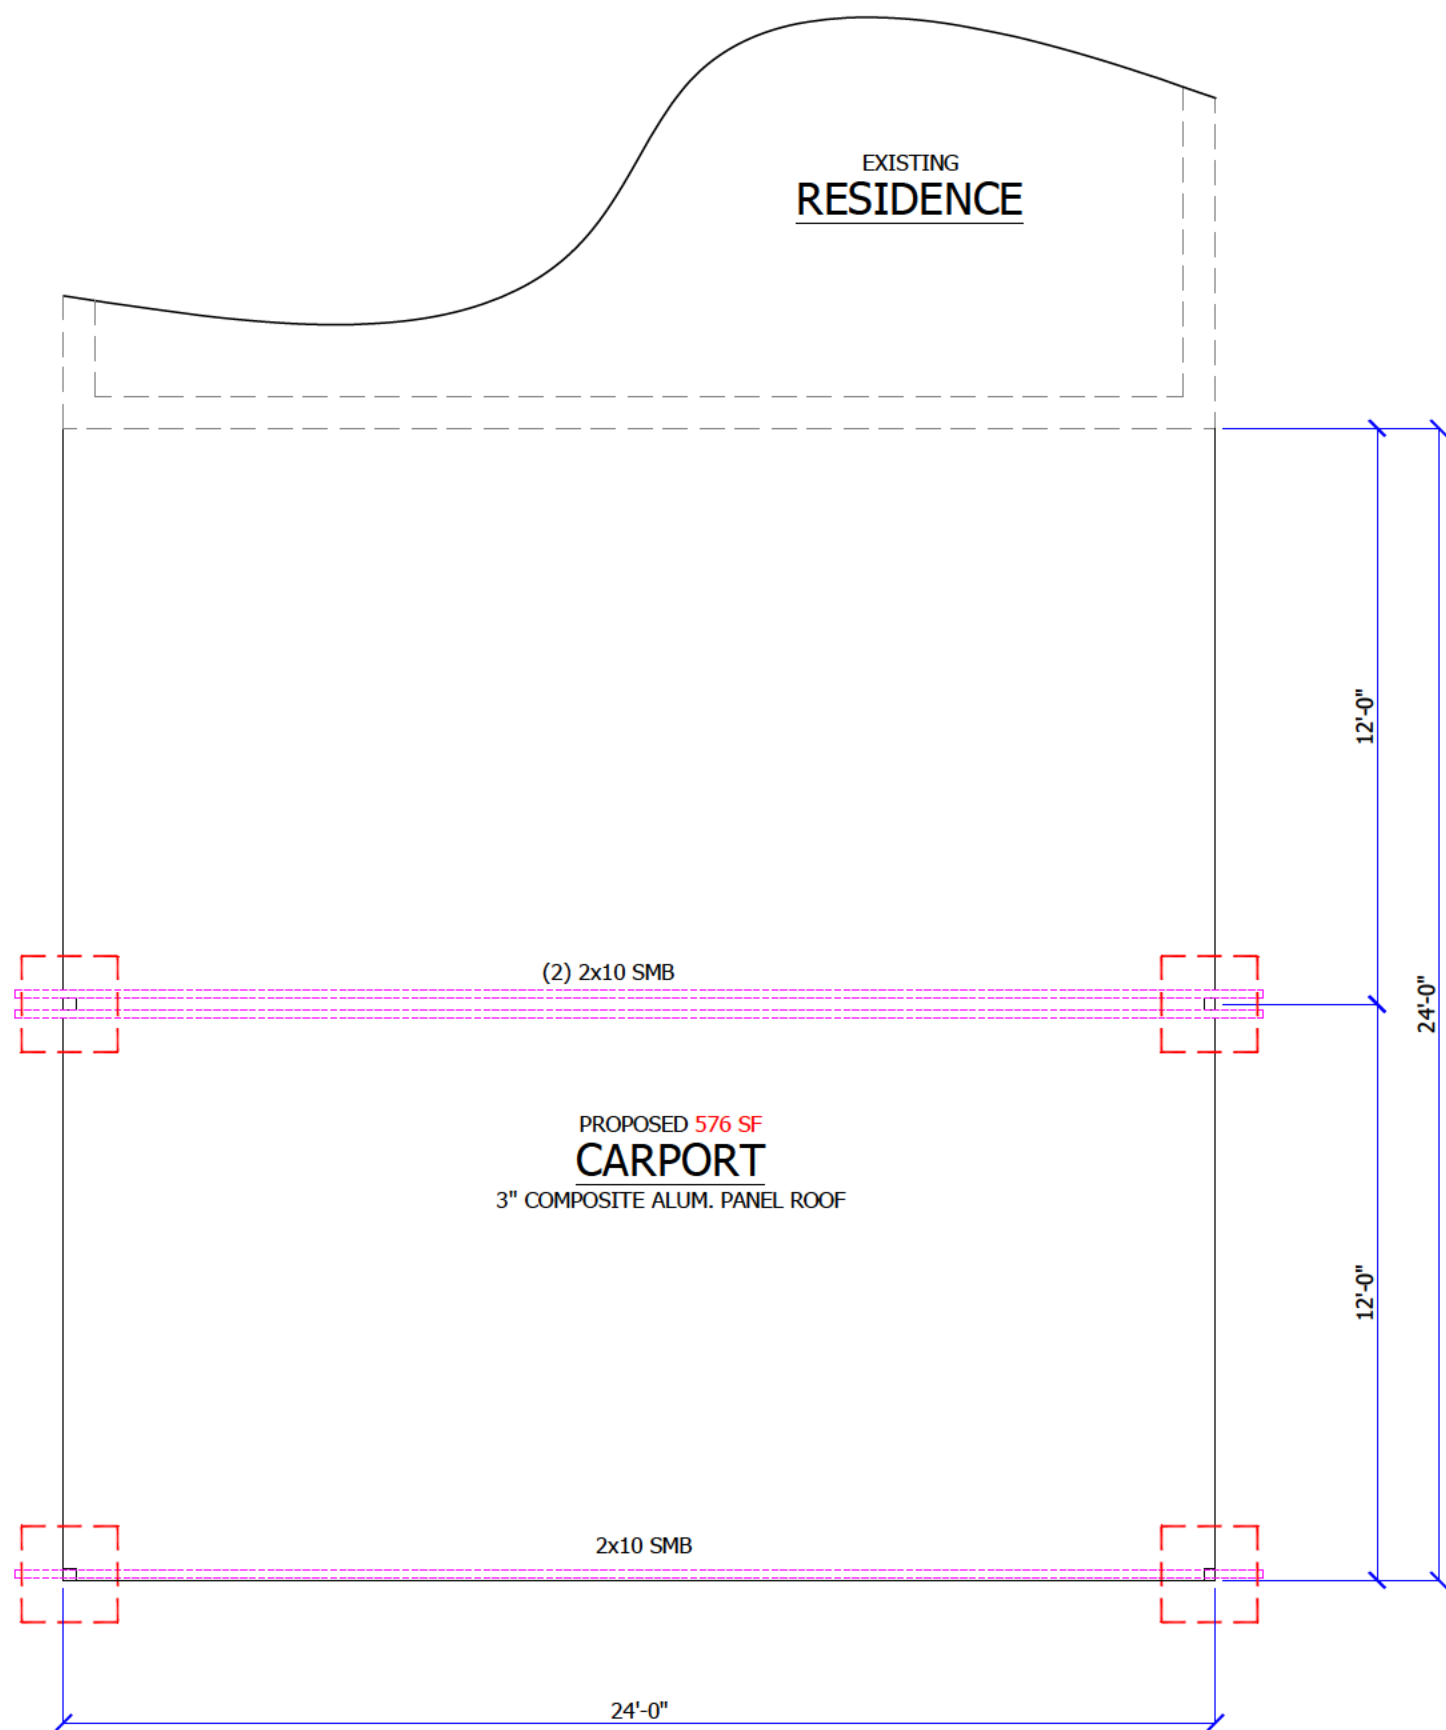 EXISTING
RESIDENCE
12'-0"
24'-0"
(2) 2x10 SMB
PROPOSED 576 SF
CARPORT
3" COMPOSITE ALUM. PANEL ROOF
12'-0"
2x10 SMB
24'-0"